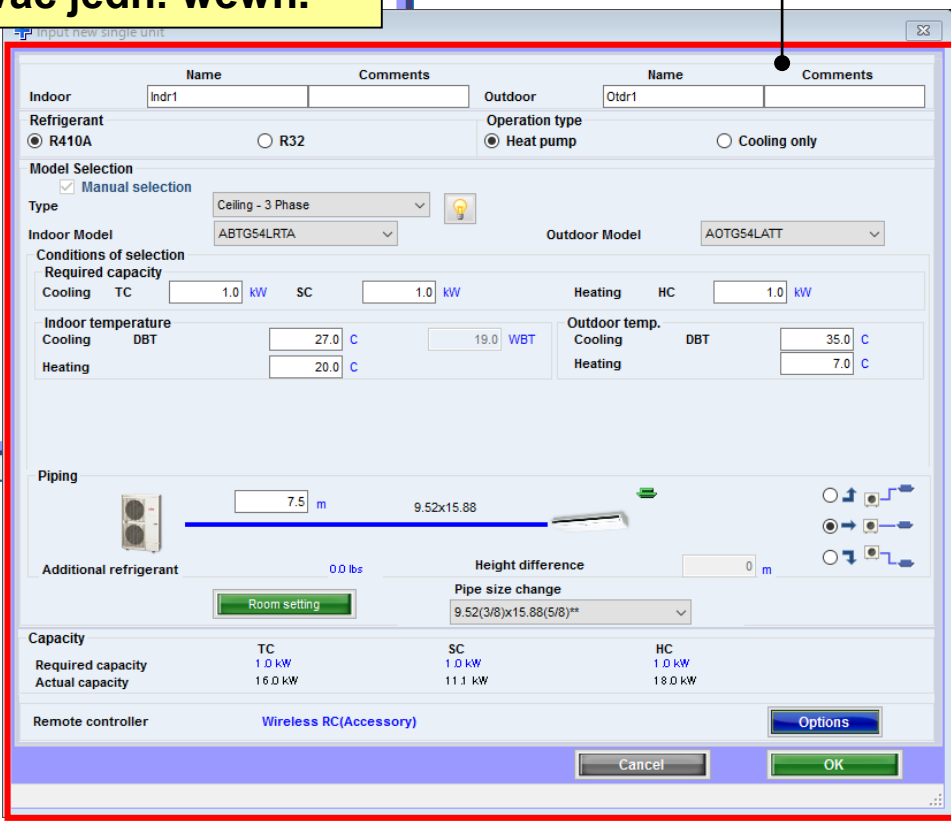 jedn. wewn.
Input new single unit
Name Comments Name Comments
Indoor Indr1 Outdoor Otdr1
Refrigerant Operation type
R410A R32 Heat pump Cooling only
Model Selection
Manual selection
Type Ceiling - 3 Phase
Indoor Model ABTG54LRTA Outdoor Model AOTG54LATT
Conditions of selection
Required capacity
Cooling TC 1.0 kW SC 1.0 kW Heating HC 1.0 kW
Indoor temperature Outdoor temp.
Cooling DBT 27.0 C 19.0 WBT Cooling DBT 35.0 C
Heating 20.0 C Heating 7.0 C
Piping
7.5 m 9.52x15.88
Additional refrigerant 0.0 lbs Height difference 0 m
Pipe size change
Room setting 9.52(3/8)x15.88(5/8)**
Capacity
TC SC HC
Required capacity 1.0 kW 1.0 kW 1.0 kW
Actual capacity 16.0 kW 11.1 kW 18.0 kW
Remote controller Wireless RC(Accessory) Options
Cancel OK